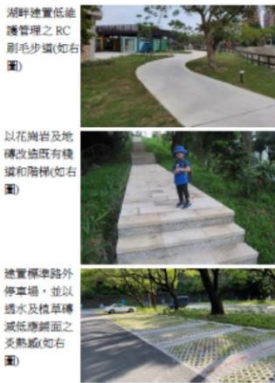 湖畔建置低維
護管理之 RC
刷毛步道(如右
圖)
以花崗岩及地
磚改造既有棧
道和階梯(如右
圖)
建置標準路外
停車場,並以
透水及植草磚
減低應鋪面之
炎熱感(如右
圖)